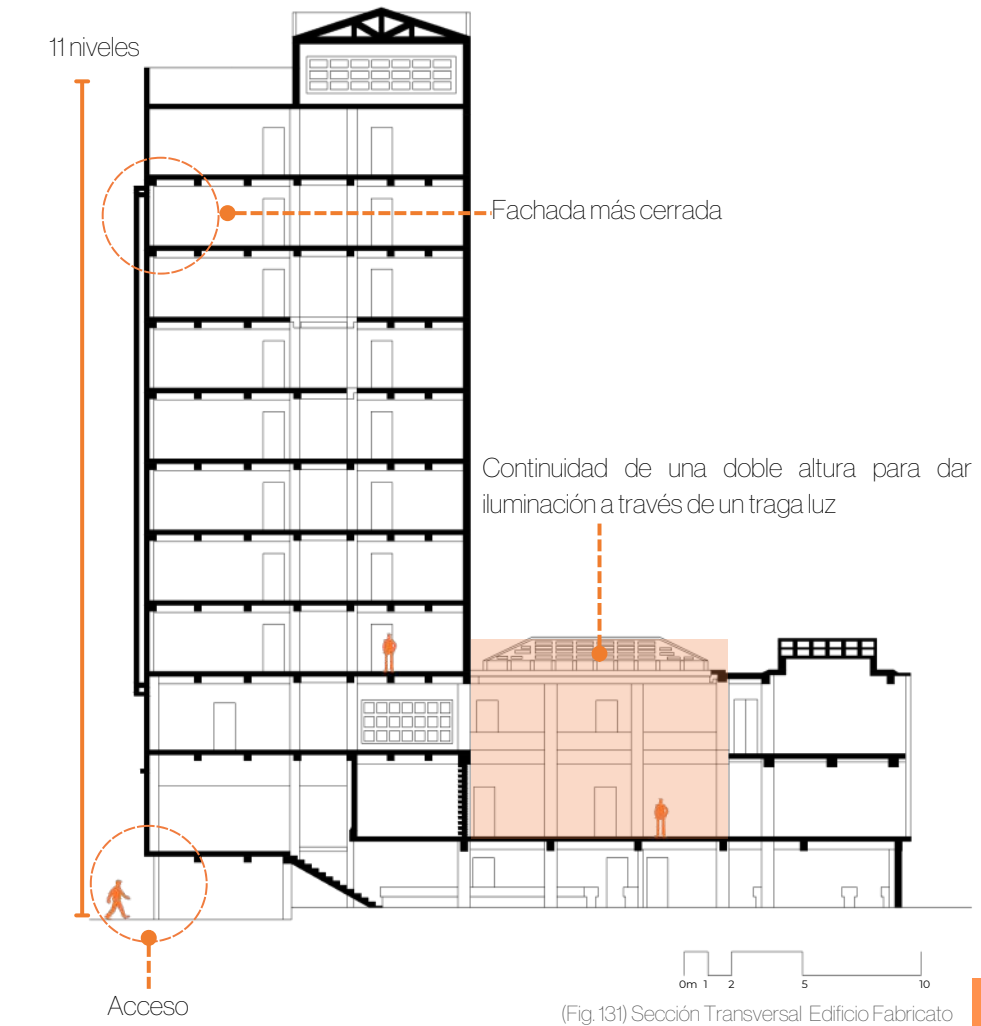 11 niveles
Fachada más cerrada
Continuidad de una doble altura para dar
iluminación a través de un traga luz
Acceso
0m 1 2 5 10
(Fig. 131) Sección Transversal Edificio Fabricato